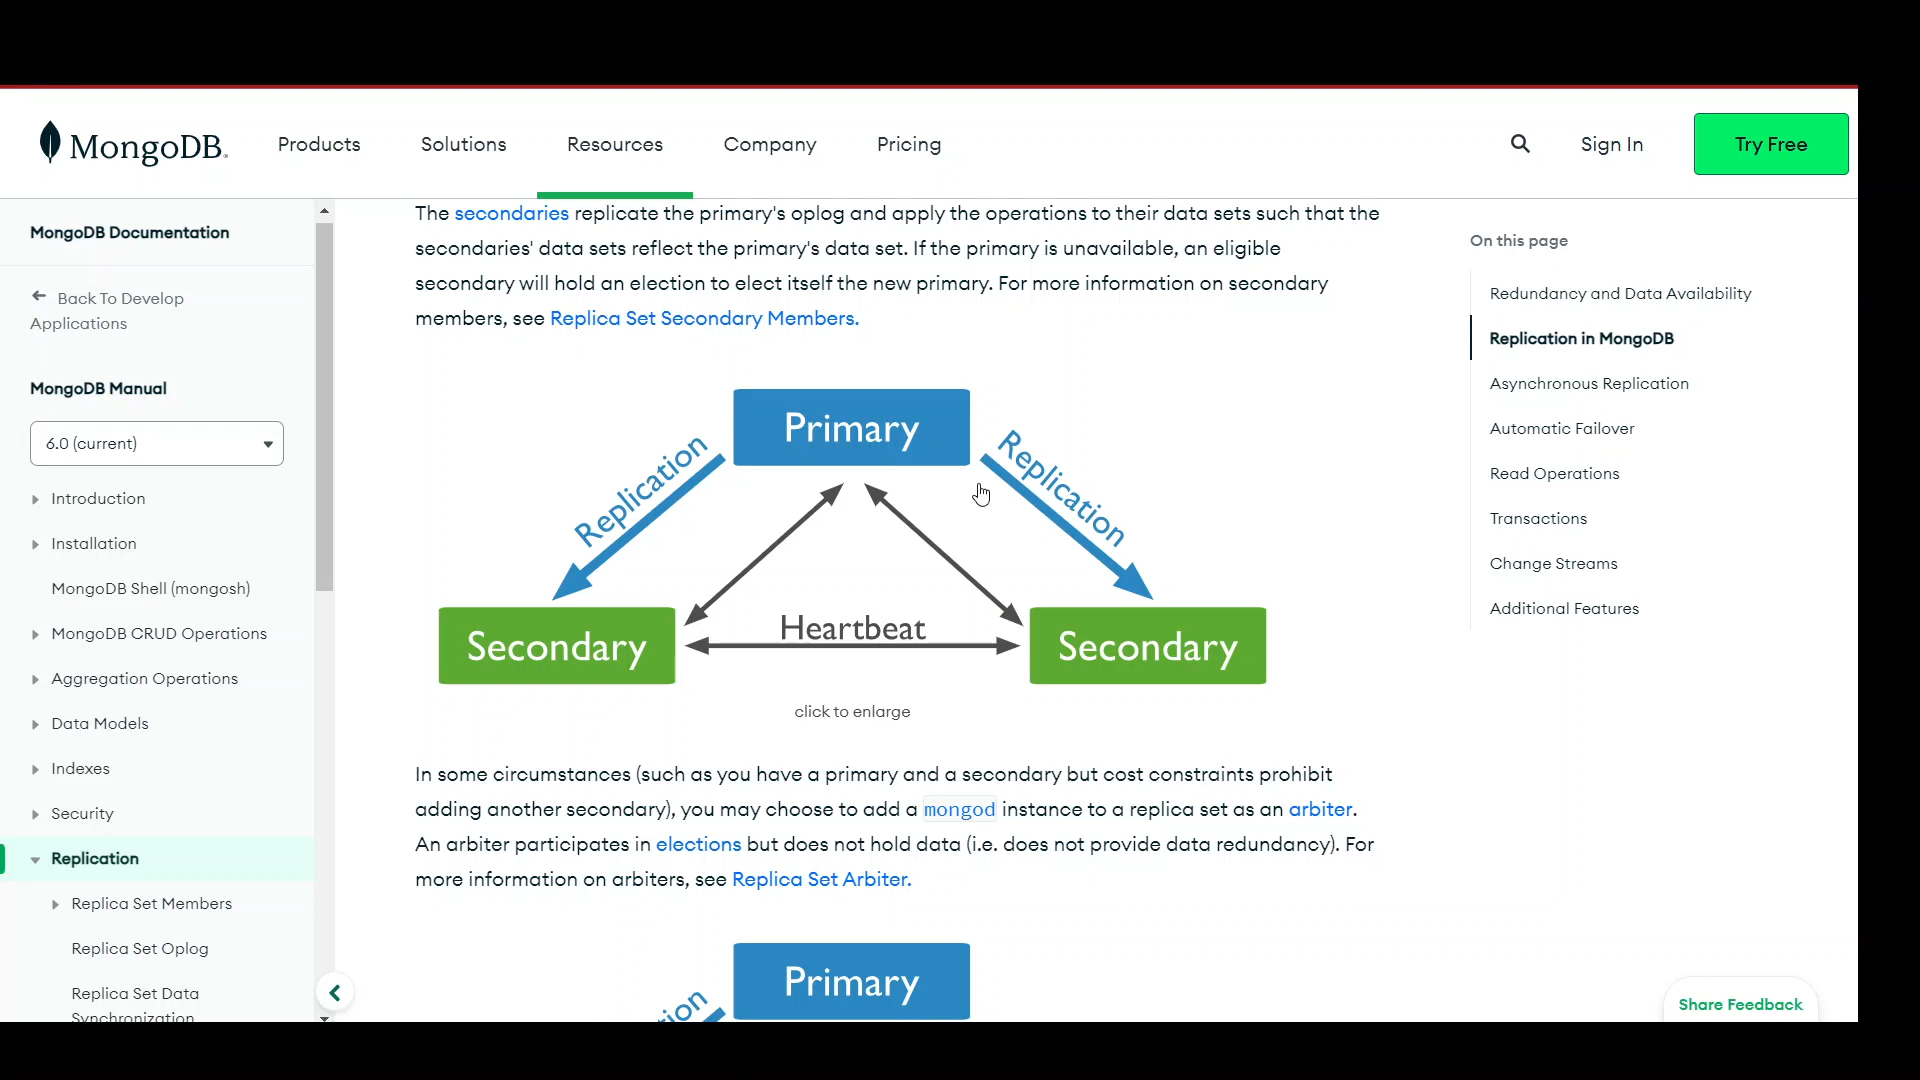 MongoDB.
Products
Solutions
Resources
Company
Pricing
Sign In
Try Free
MongoDB Documentation
Back To Develop
Applications
MongoDB Manual
6.0 (current)
Introduction
Installation
MongoDB Shell (mongosh)
MongoDB CRUD Operations
Aggregation Operations
Data Models
Indexes
Security
Replication
Replica Set Members
Replica Set Oplog
Replica Set Data
Synchronization
The secondaries replicate the primary's oplog and apply the operations to their data sets such that the
secondaries' data sets reflect the primary's data set. If the primary is unavailable, an eligible
secondary will hold an election to elect itself the new primary. For more information on secondary
members, see Replica Set Secondary Members.
Primary
Replication
Replication
Heartbeat
Secondary
Secondary
click to enlarge
In some circumstances (such as you have a primary and a secondary but cost constraints prohibit
adding another secondary), you may choose to add a mongod instance to a replica set as an arbiter.
An arbiter participates in elections but does not hold data (i.e. does not provide data redundancy). For
more information on arbiters, see Replica Set Arbiter.
Primary
tion
On this page
Redundancy and Data Availability
Replication in MongoDB
Asynchronous Replication
Automatic Failover
Read Operations
Transactions
Change Streams
Additional Features
Share Feedback